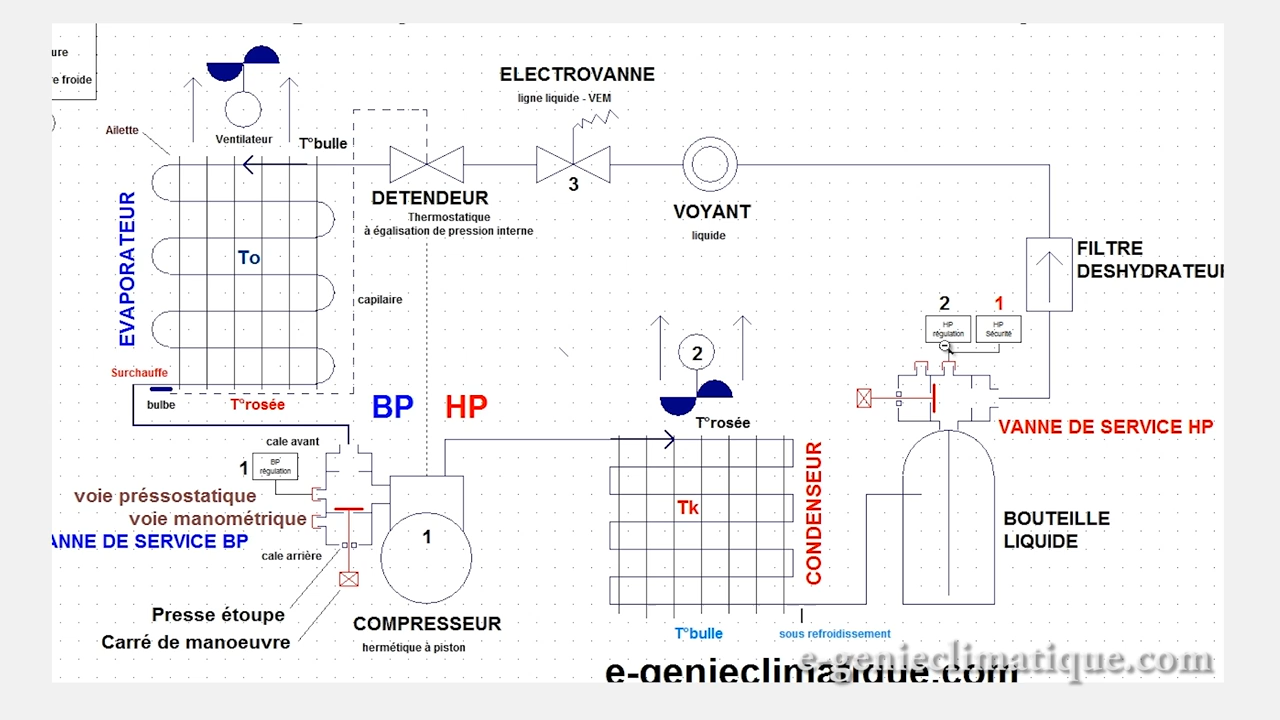 ure
e froide
Ailette
Ventilateur
T°bulle
ELECTROVANNE
ligne liquide - VEM
3
DETENDEUR
Thermostatique
à égalisation de pression interne
VOYANT
liquide
FILTRE
DESHYDRATEUR
EVAPORATEUR
To
capilaire
2
1
HP
régulation
HP
Sécurité
2
Surchauffe
bulbe
T°rosée
BP
HP
T°rosée
VANNE DE SERVICE HP
cale avant
1
BP
régulation
voie préssostatique
voie manométrique
ANNE DE SERVICE BP
cale arrière
1
Tk
CONDENSEUR
BOUTEILLE
LIQUIDE
Presse étoupe
Carré de manoeuvre
COMPRESSEUR
hermétique à piston
T°bulle
sous refroidissement
e-genieclimatique.com
e-genieclimatique.com